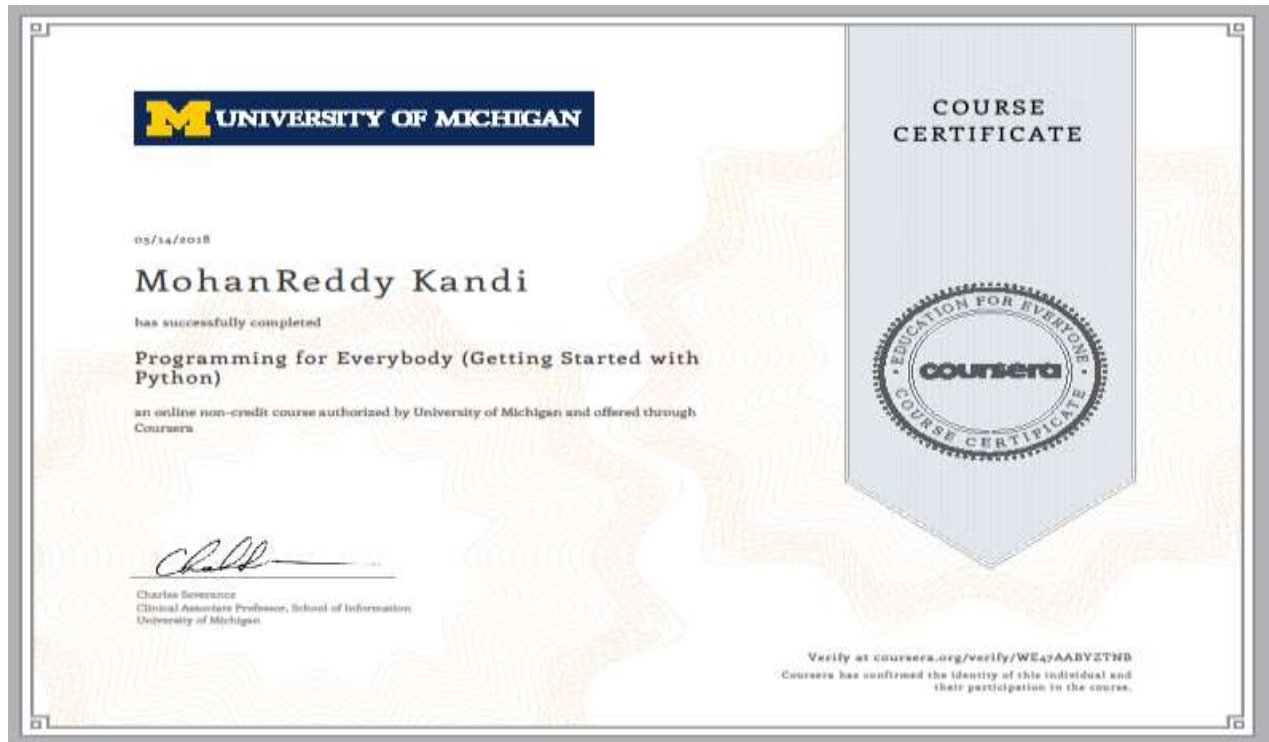 UNIVERSITY OF MICHIGAN
COURSE
CERTIFICATE
05/14/2018
MohanReddy Kandi
has successfully completed
Programming for Everybody (Getting Started with
Python)
an online non-credit course authorized by University of Michigan and offered through
Coursera
EDUCATION FOR EVERYONE
coursera
COURSE CERTIFICATE
Charles Severance
Clinical Associate Professor, School of Information
University of Michigan
Verify at coursera.org/verify/WE47AABYZTNB
Coursera has confirmed the identity of this individual and
their participation in the course.